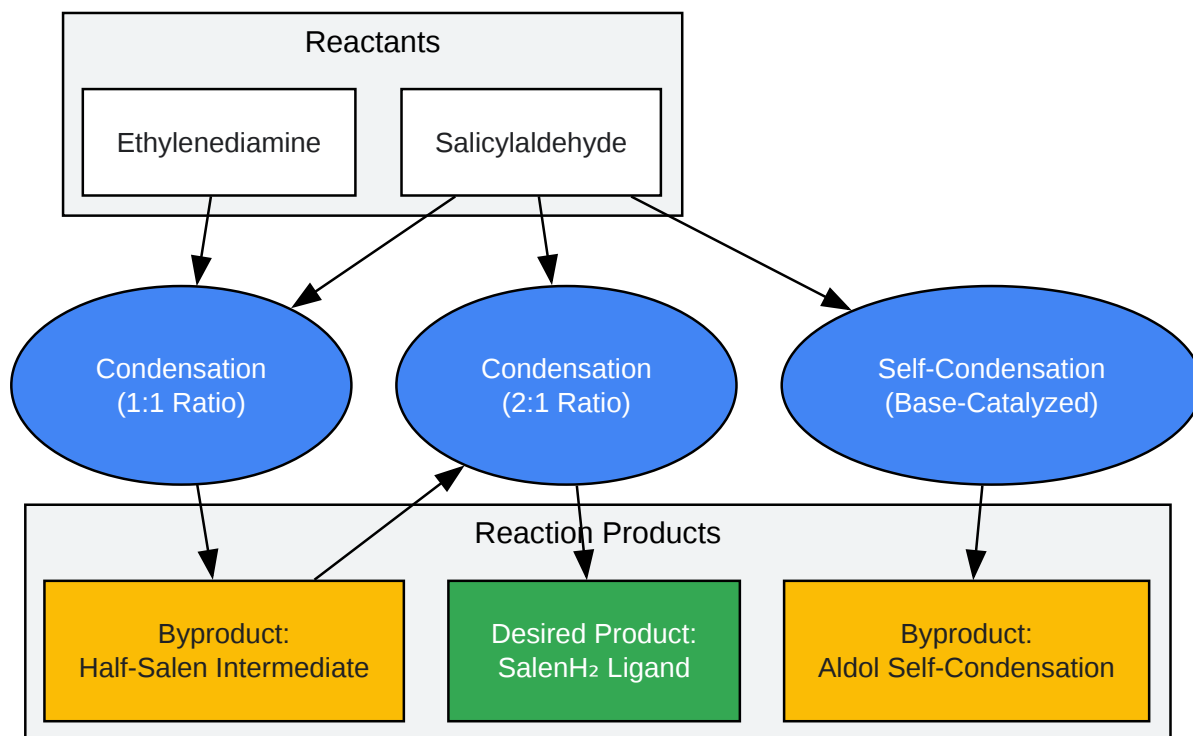 Reactants
Ethylenediamine
Salicylaldehyde
Condensation
(1:1 Ratio)
Condensation
(2:1 Ratio)
Self-Condensation
(Base-Catalyzed)
Reaction Products
Byproduct:
Half-Salen Intermediate
Desired Product:
SalenH₂ Ligand
Byproduct:
Aldol Self-Condensation